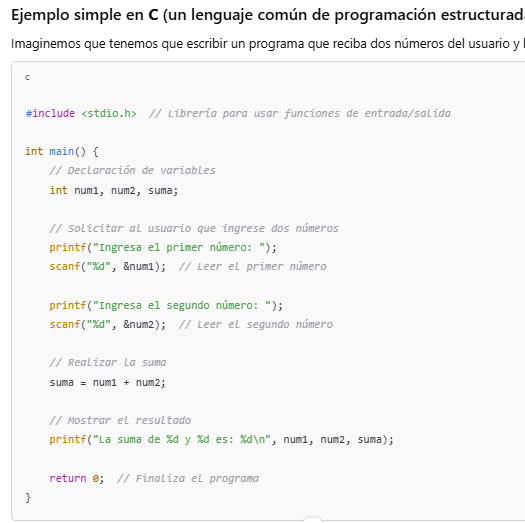 Ejemplo simple en C (un lenguaje común de programación estructurada
Imaginemos que tenemos que escribir un programa que reciba dos números del usuario y
c
#include <stdio.h>  // Librería para usar funciones de entrada/salida
int main() {
    // Declaración de variables
    int num1, num2, suma;
    // Solicitar al usuario que ingrese dos números
    printf("Ingresa el primer número: ");
    scanf("%d", &num1);  // Leer el primer número
    printf("Ingresa el segundo número: ");
    scanf("%d", &num2);  // Leer el segundo número
    // Realizar la suma
    suma = num1 + num2;
    // Mostrar el resultado
    printf("La suma de %d y %d es: %d\n", num1, num2, suma);
    return 0;  // Finaliza el programa
}